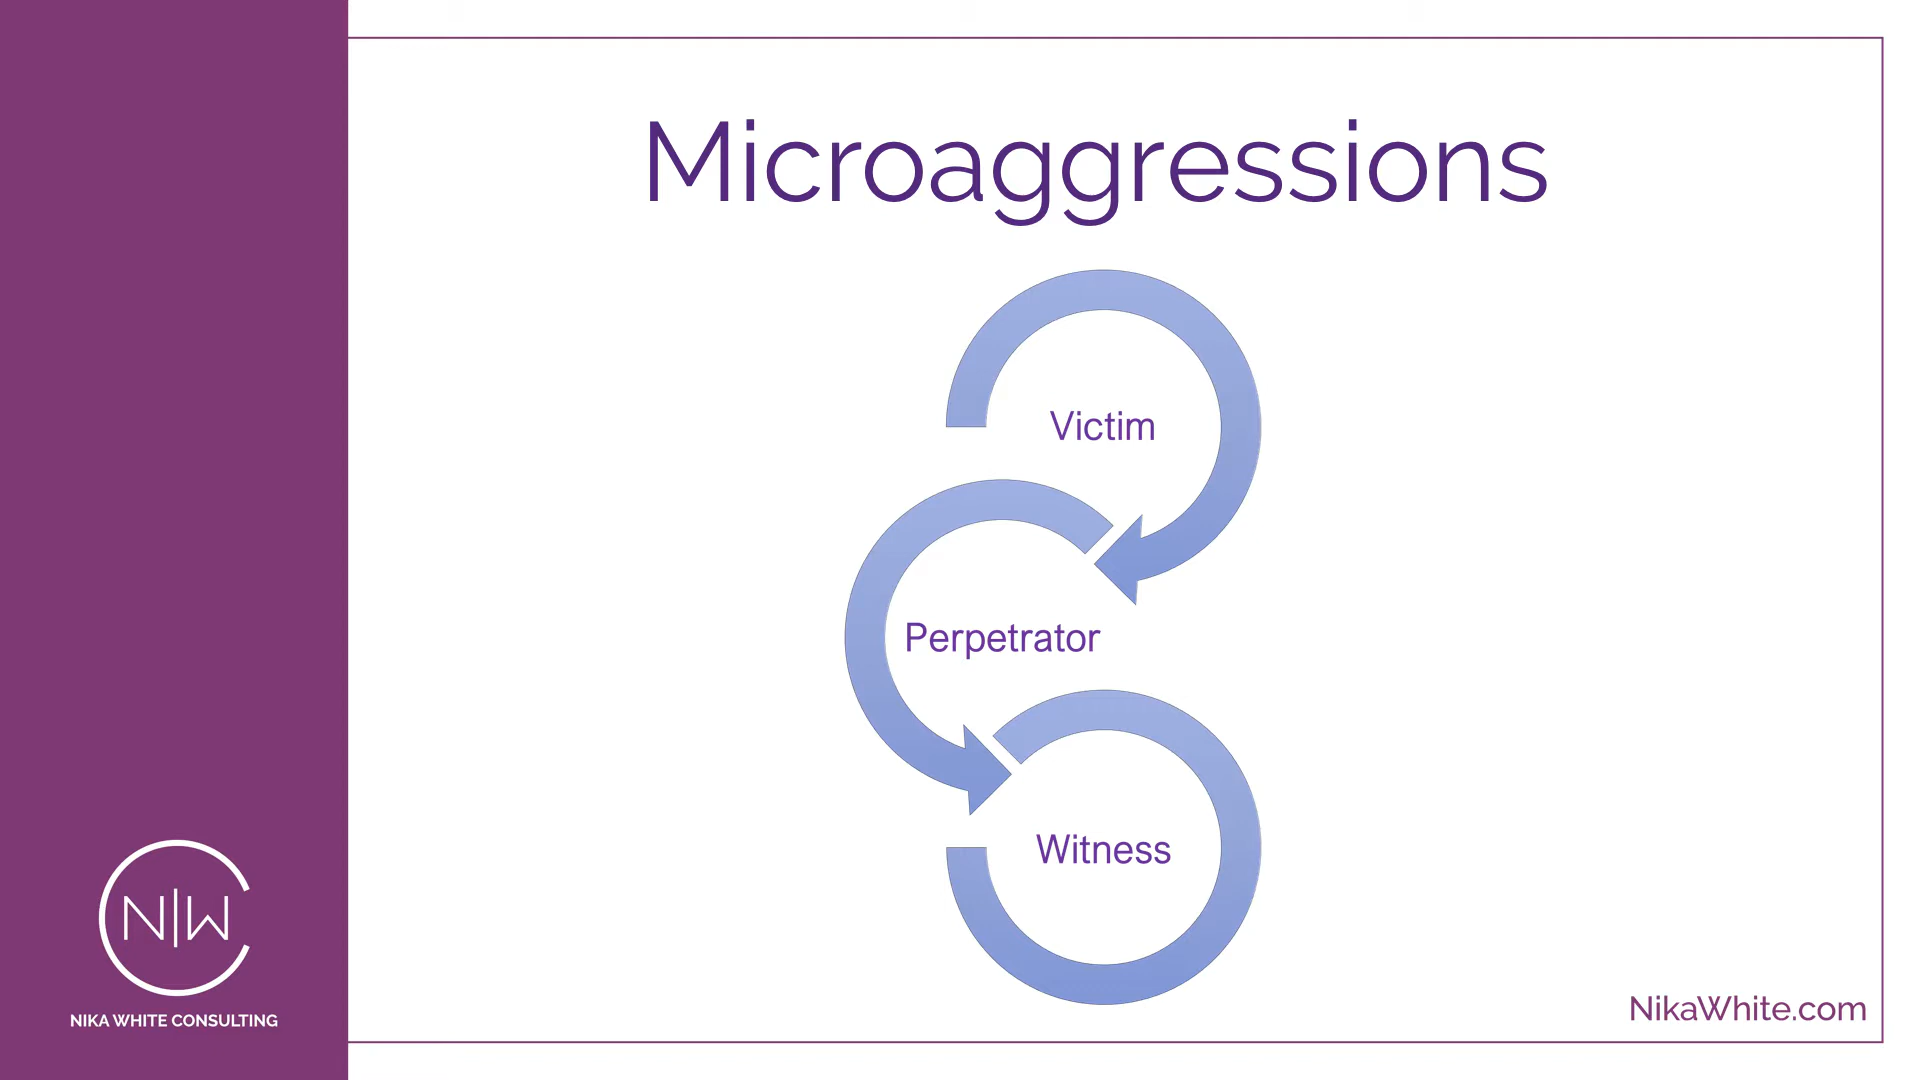 Microaggressions
Victim
Perpetrator
Witness
N|W
NIKA WHITE CONSULTING
NikaWhite.com